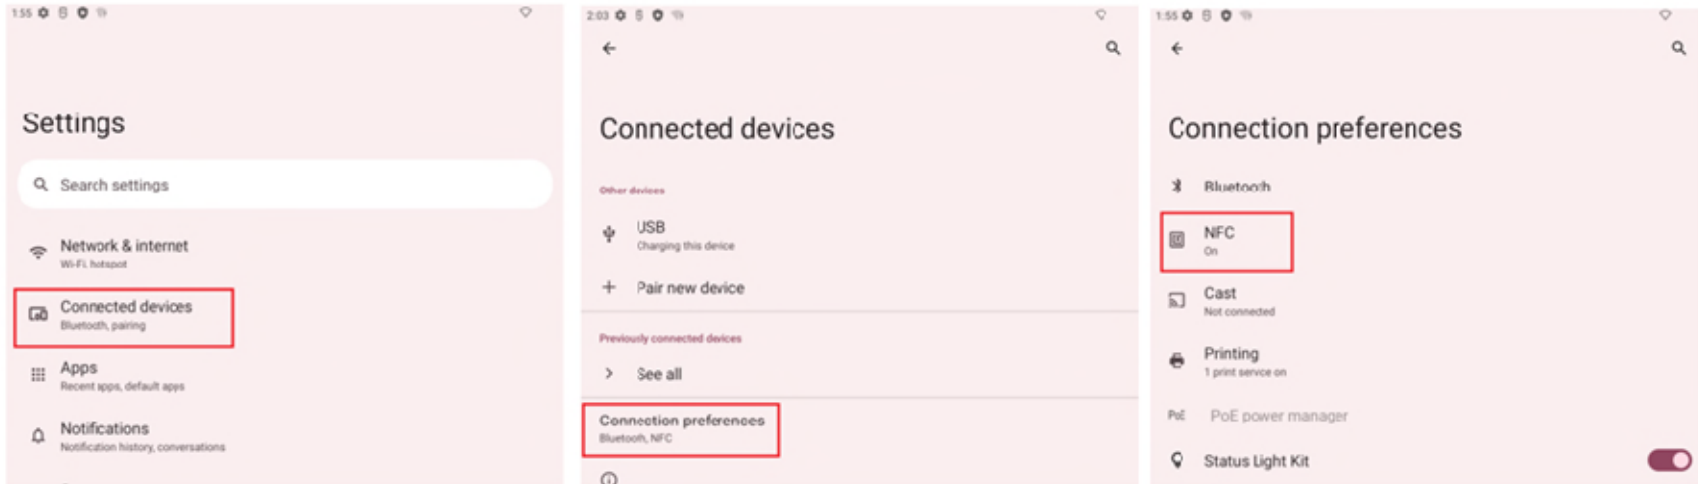 1:55
Settings
Search settings
Network & internet
Wi-Fi, hotspot
Connected devices
Bluetooth, pairing
Apps
Recent apps, default apps
Notifications
Notification history, conversations
2:03
Connected devices
Other devices
USB
Charging this device
Pair new device
Previously connected devices
See all
Connection preferences
Bluetooth, NFC
1:55
Connection preferences
Bluetooth
NFC
On
Cast
Not connected
Printing
1 print service on
PoE PoE power manager
Status Light Kit